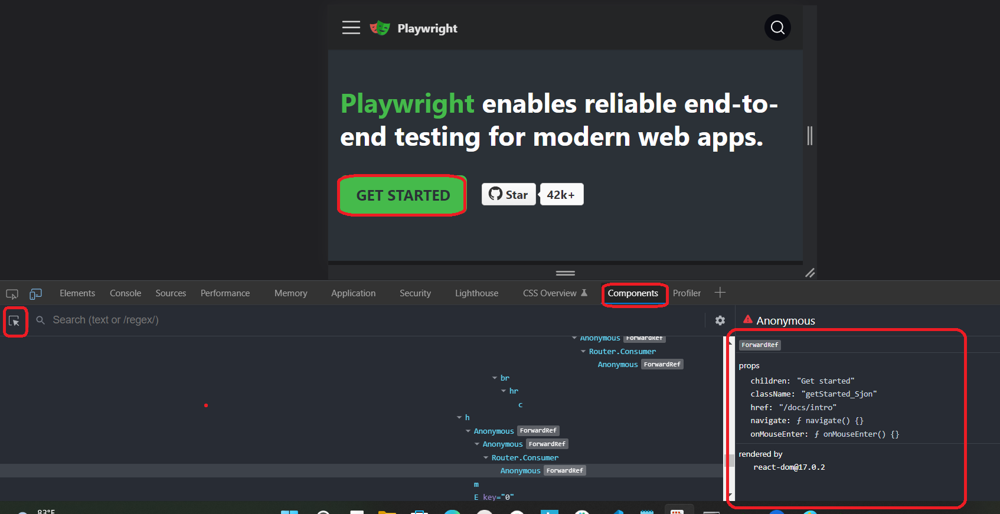 Playwright
Playwright enables reliable end-to-
end testing for modern web apps.
GET STARTED
Star
42k+
Elements Console Sources Performance Memory Application Security Lighthouse CSS Overview Components Profiler
Search (text or /regex/)
Anonymous ForwardRef
Router.Consumer
Anonymous ForwardRef
br
hr
c
h
Anonymous ForwardRef
Anonymous ForwardRef
Router.Consumer
Anonymous ForwardRef
m
E key="0"
Anonymous
ForwardRef
props
children: "Get started"
className: "getStarted_Sjon"
href: "/docs/intro"
navigate: ƒ navigate() {}
onMouseEnter: ƒ onMouseEnter() {}
rendered by
react-dom@17.0.2
83°F